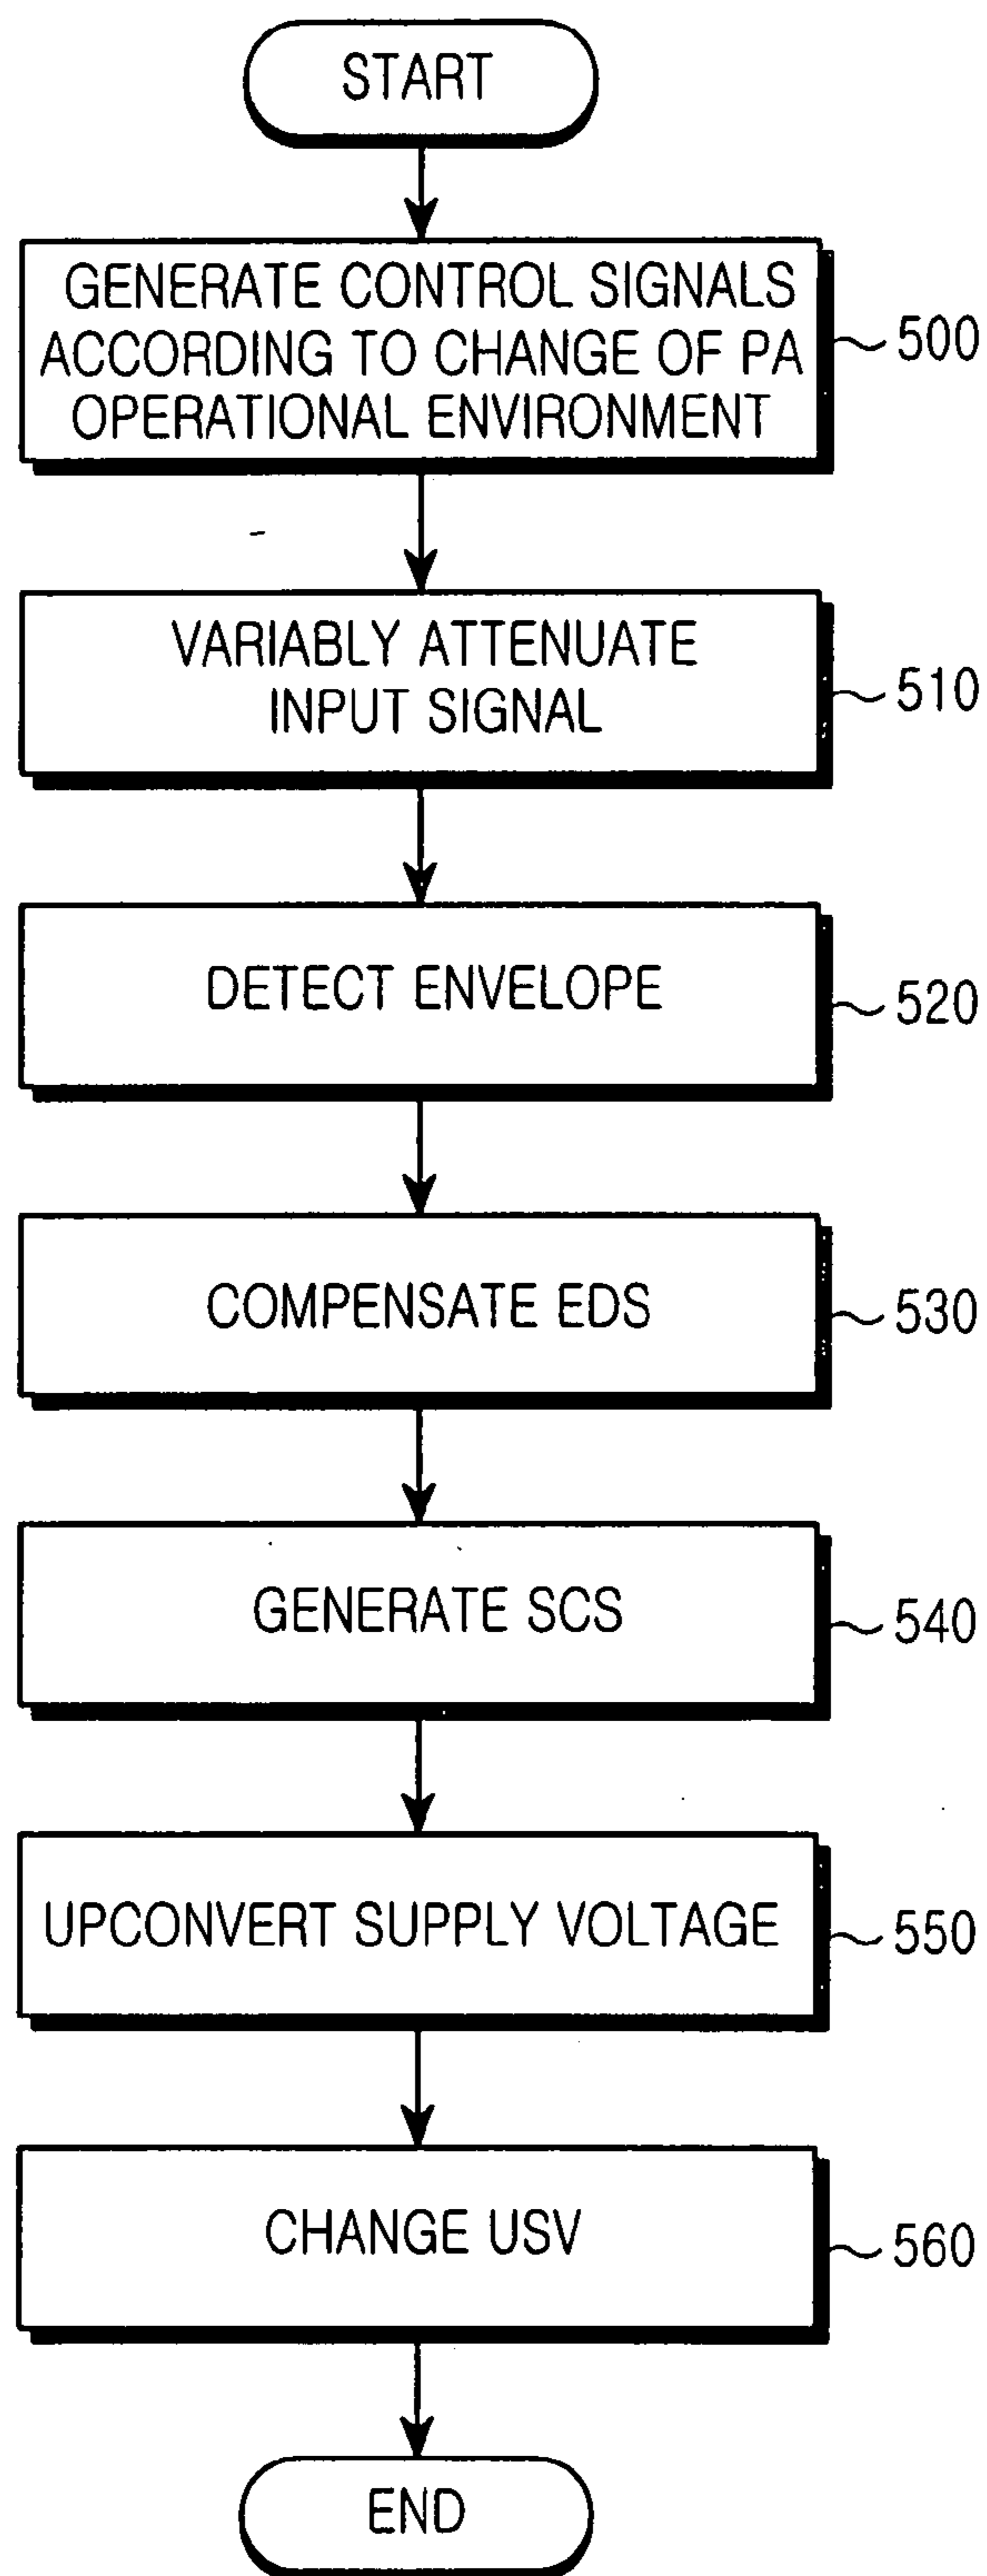 START
GENERATE CONTROL SIGNALS
ACCORDING TO CHANGE OF PA
OPERATIONAL ENVIRONMENT
500
VARIABLY ATTENUATE
INPUT SIGNAL
510
DETECT ENVELOPE
520
COMPENSATE EDS
530
GENERATE SCS
540
UPCONVERT SUPPLY VOLTAGE
550
CHANGE USV
560
END